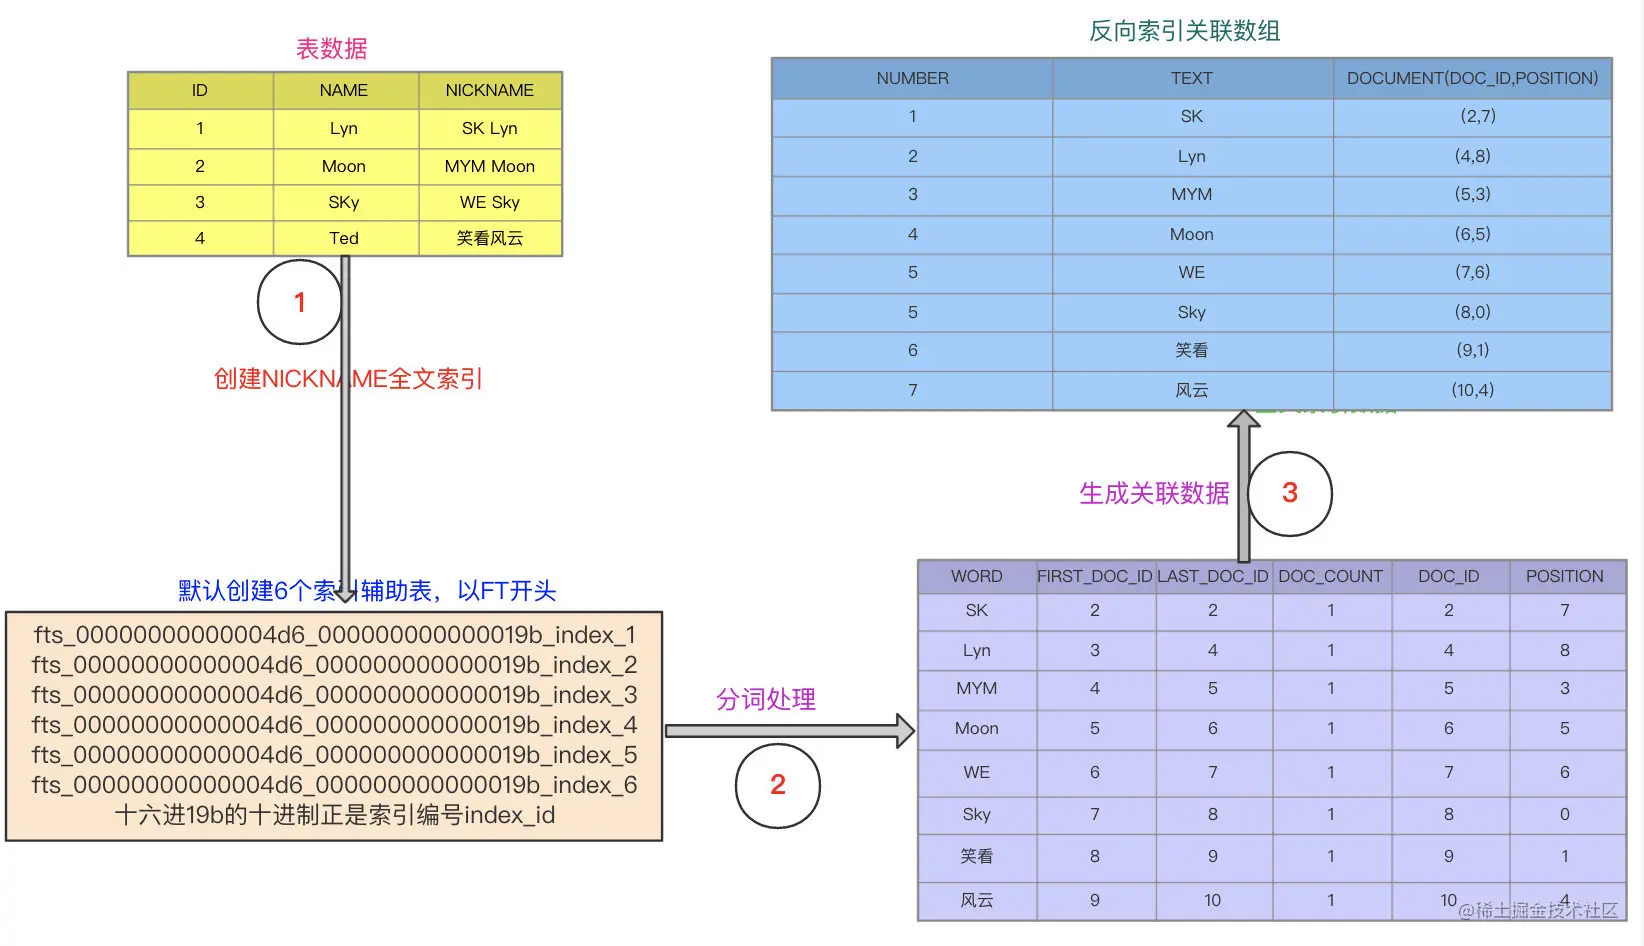 表数据
ID NAME NICKNAME
1 Lyn SK Lyn
2 Moon MYM Moon
3 SKy WE Sky
4 Ted 笑看风云
1
创建NICKNAME全文索引
默认创建6个索引辅助表，以FT开头
fts_00000000000004d6_000000000000019b_index_1
fts_00000000000004d6_000000000000019b_index_2
fts_00000000000004d6_000000000000019b_index_3
fts_00000000000004d6_000000000000019b_index_4
fts_00000000000004d6_000000000000019b_index_5
fts_00000000000004d6_000000000000019b_index_6
十六进19b的十进制正是索引编号index_id
分词处理
2
WORD FIRST_DOC_ID LAST_DOC_ID DOC_COUNT DOC_ID POSITION
SK 2 2 1 2 7
Lyn 3 4 1 4 8
MYM 4 5 1 5 3
Moon 5 6 1 6 5
WE 6 7 1 7 6
Sky 7 8 1 8 0
笑看 8 9 1 9 1
风云 9 10 1 10 4
生成关联数据
3
反向索引关联数组
NUMBER TEXT DOCUMENT(DOC_ID,POSITION)
1 SK (2,7)
2 Lyn (4,8)
3 MYM (5,3)
4 Moon (6,5)
5 WE (7,6)
5 Sky (8,0)
6 笑看 (9,1)
7 风云 (10,4)
@稀土掘金技术社区